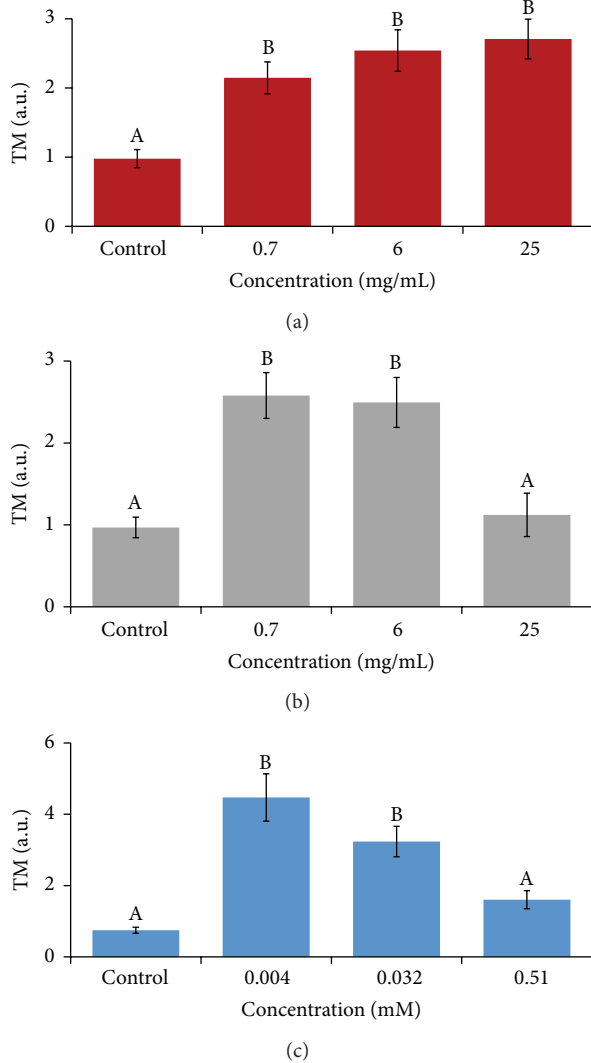 3
B
B
B
2
TM (a.u.)
A
1
0
Control 0.7 6 25
Concentration (mg/mL)
(a)
3
B
B
2
TM (a.u.)
A
A
1
0
Control 0.7 6 25
Concentration (mg/mL)
(b)
6
B
B
4
TM (a.u.)
A
2
A
0
Control 0.004 0.032 0.51
Concentration (mM)
(c)